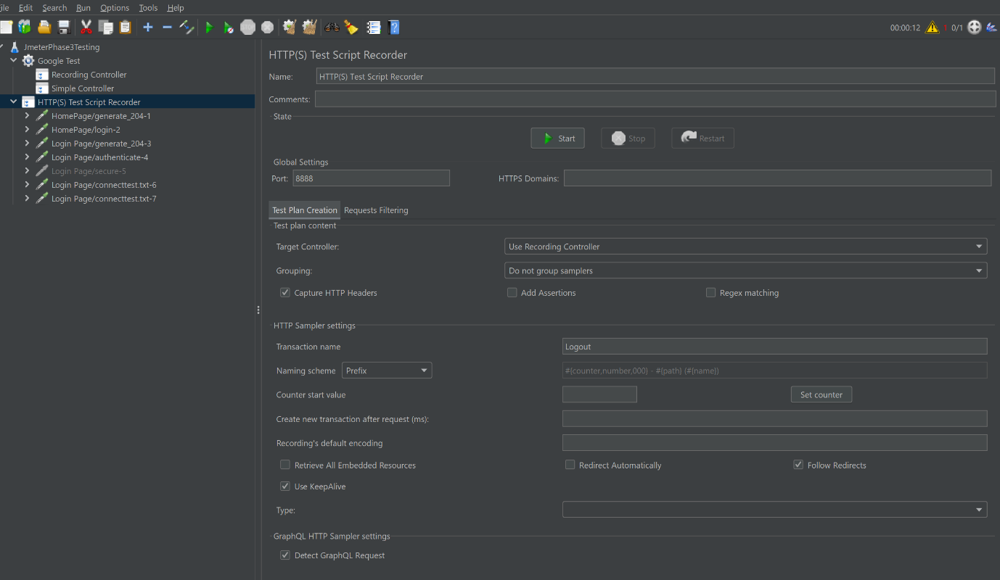 ile Edit Search Run Options Tools Help
00:00:12 0/1
JmeterPhase3Testing
Google Test
Recording Controller
Simple Controller
HTTP(S) Test Script Recorder
HomePage/generate_204-1
HomePage/login-2
Login Page/generate_204-3
Login Page/authenticate-4
Login Page/secure-5
Login Page/connecttest.txt-6
Login Page/connecttest.txt-7
HTTP(S) Test Script Recorder
Name: HTTP(S) Test Script Recorder
Comments:
State
Start Stop Restart
Global Settings
Port: 8888 HTTPS Domains:
Test Plan Creation Requests Filtering
Test plan content
Target Controller: Use Recording Controller
Grouping: Do not group samplers
Capture HTTP Headers Add Assertions Regex matching
HTTP Sampler settings
Transaction name Logout
Naming scheme Prefix #{counter,number,000} - #{path} (#{name})
Counter start value Set counter
Create new transaction after request (ms):
Recording's default encoding
Retrieve All Embedded Resources Redirect Automatically Follow Redirects
Use KeepAlive
Type:
GraphQL HTTP Sampler settings
Detect GraphQL Request